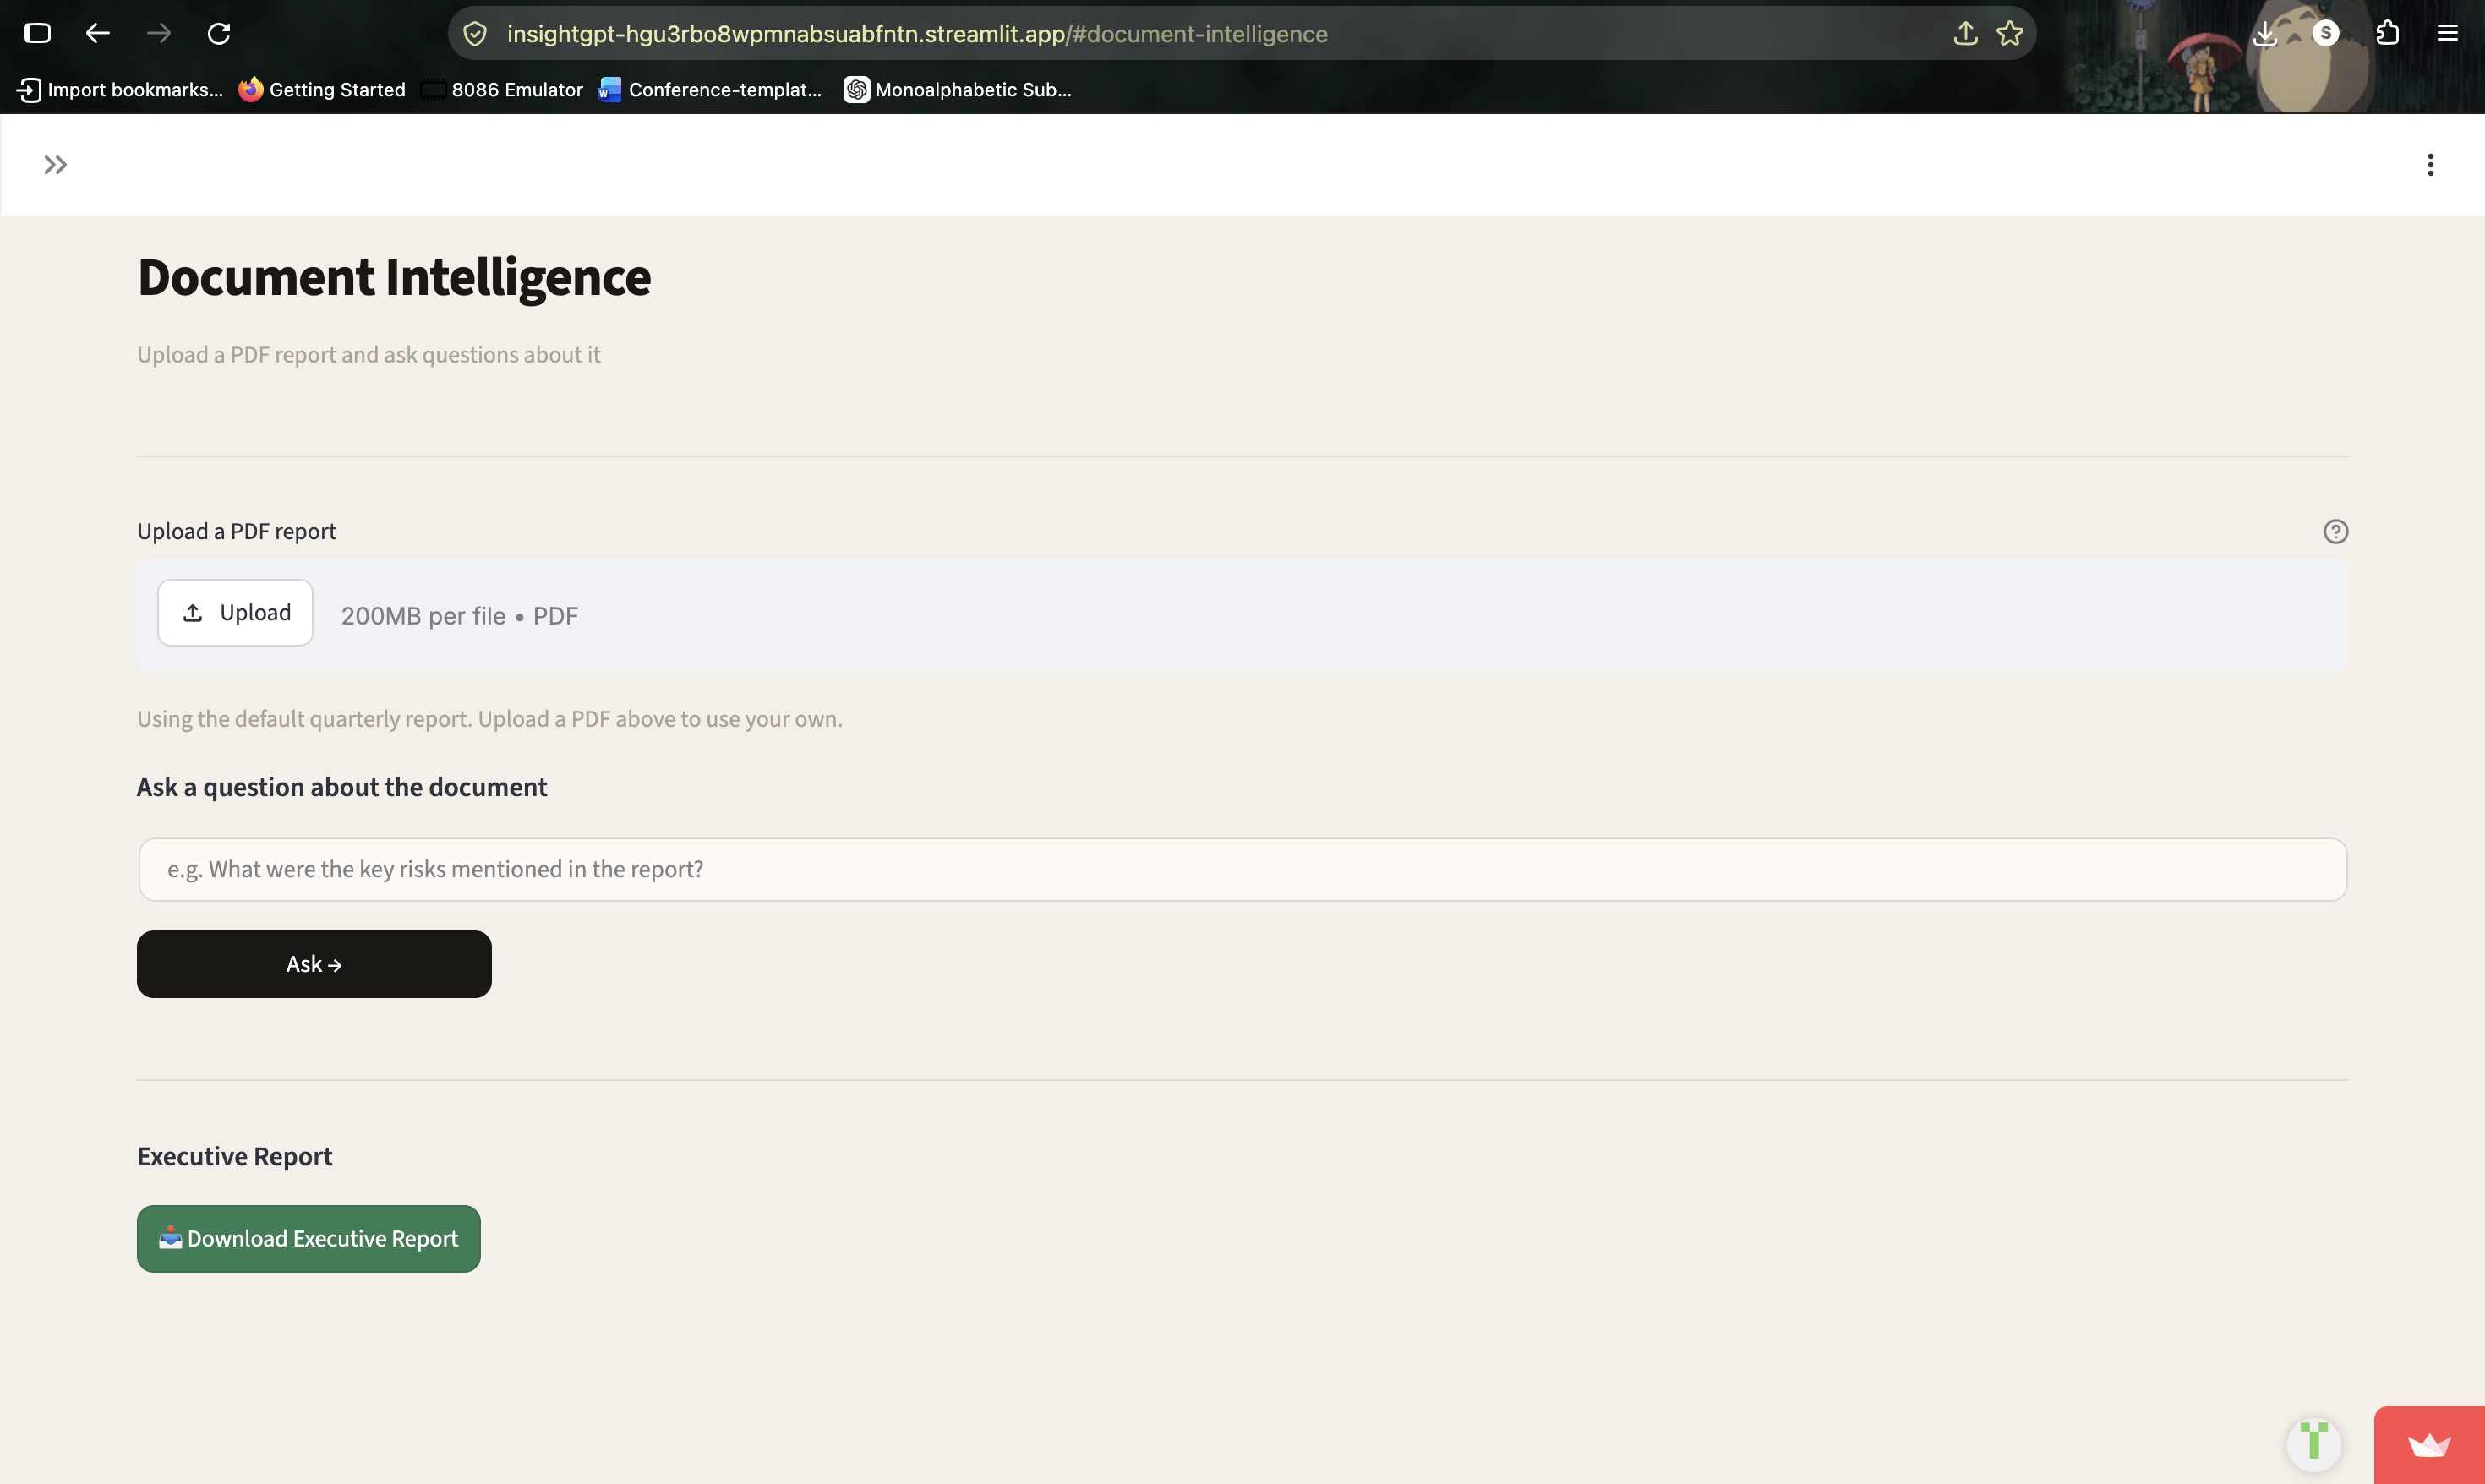 insightgpt-hgu3rbo8wpmnabsuabfntn.streamlit.app/#document-intelligence
S
Import bookmarks...
Getting Started
8086 Emulator
W
Conference-templat...
Monoalphabetic Sub...
Document Intelligence
Upload a PDF report and ask questions about it
Upload a PDF report
?
Upload
200MB per file • PDF
Using the default quarterly report. Upload a PDF above to use your own.
Ask a question about the document
e.g. What were the key risks mentioned in the report?
Ask →
Executive Report
Download Executive Report